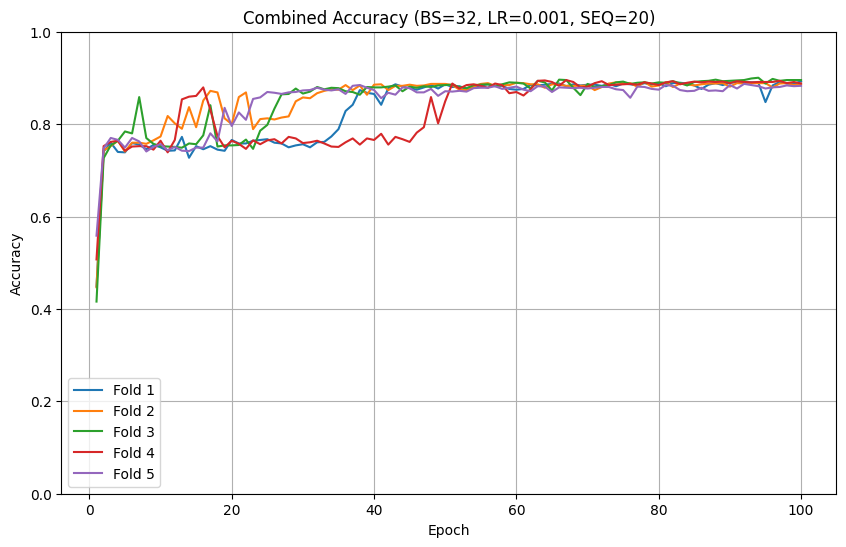 Combined Accuracy (BS=32, LR=0.001, SEQ=20)
1.0
0.8
0.6
0.4
0.2
0.0
Accuracy
Fold 1
Fold 2
Fold 3
Fold 4
Fold 5
0 20 40 60 80 100
Epoch